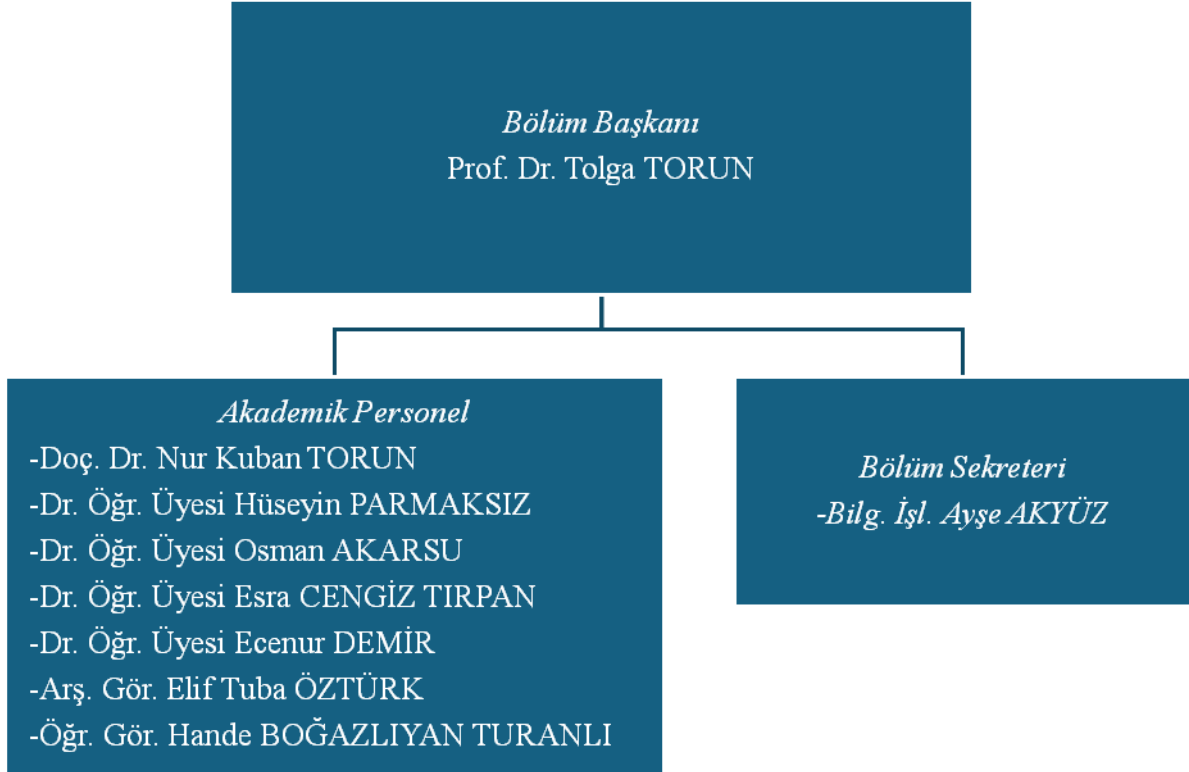 Bölüm Başkanı
Prof. Dr. Tolga TORUN
Akademik Personel
-Doç. Dr. Nur Kuban TORUN
-Dr. Öğr. Üyesi Hüseyin PARMAKSIZ
-Dr. Öğr. Üyesi Osman AKARSU
-Dr. Öğr. Üyesi Esra CENGİZ TIRPAN
-Dr. Öğr. Üyesi Ecenur DEMİR
-Arş. Gör. Elif Tuba ÖZTÜRK
-Öğr. Gör. Hande BOĞAZLIYAN TURANLI
Bölüm Sekreteri
-Bilg. İşl. Ayşe AKYÜZ